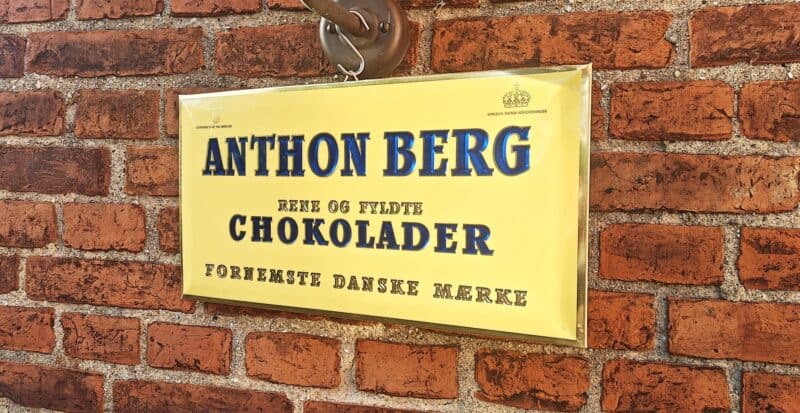 ANTHON BERG
RENE OG FYLDTE
CHOKOLADER
FORNEMSTE DANSKE MÆRKE